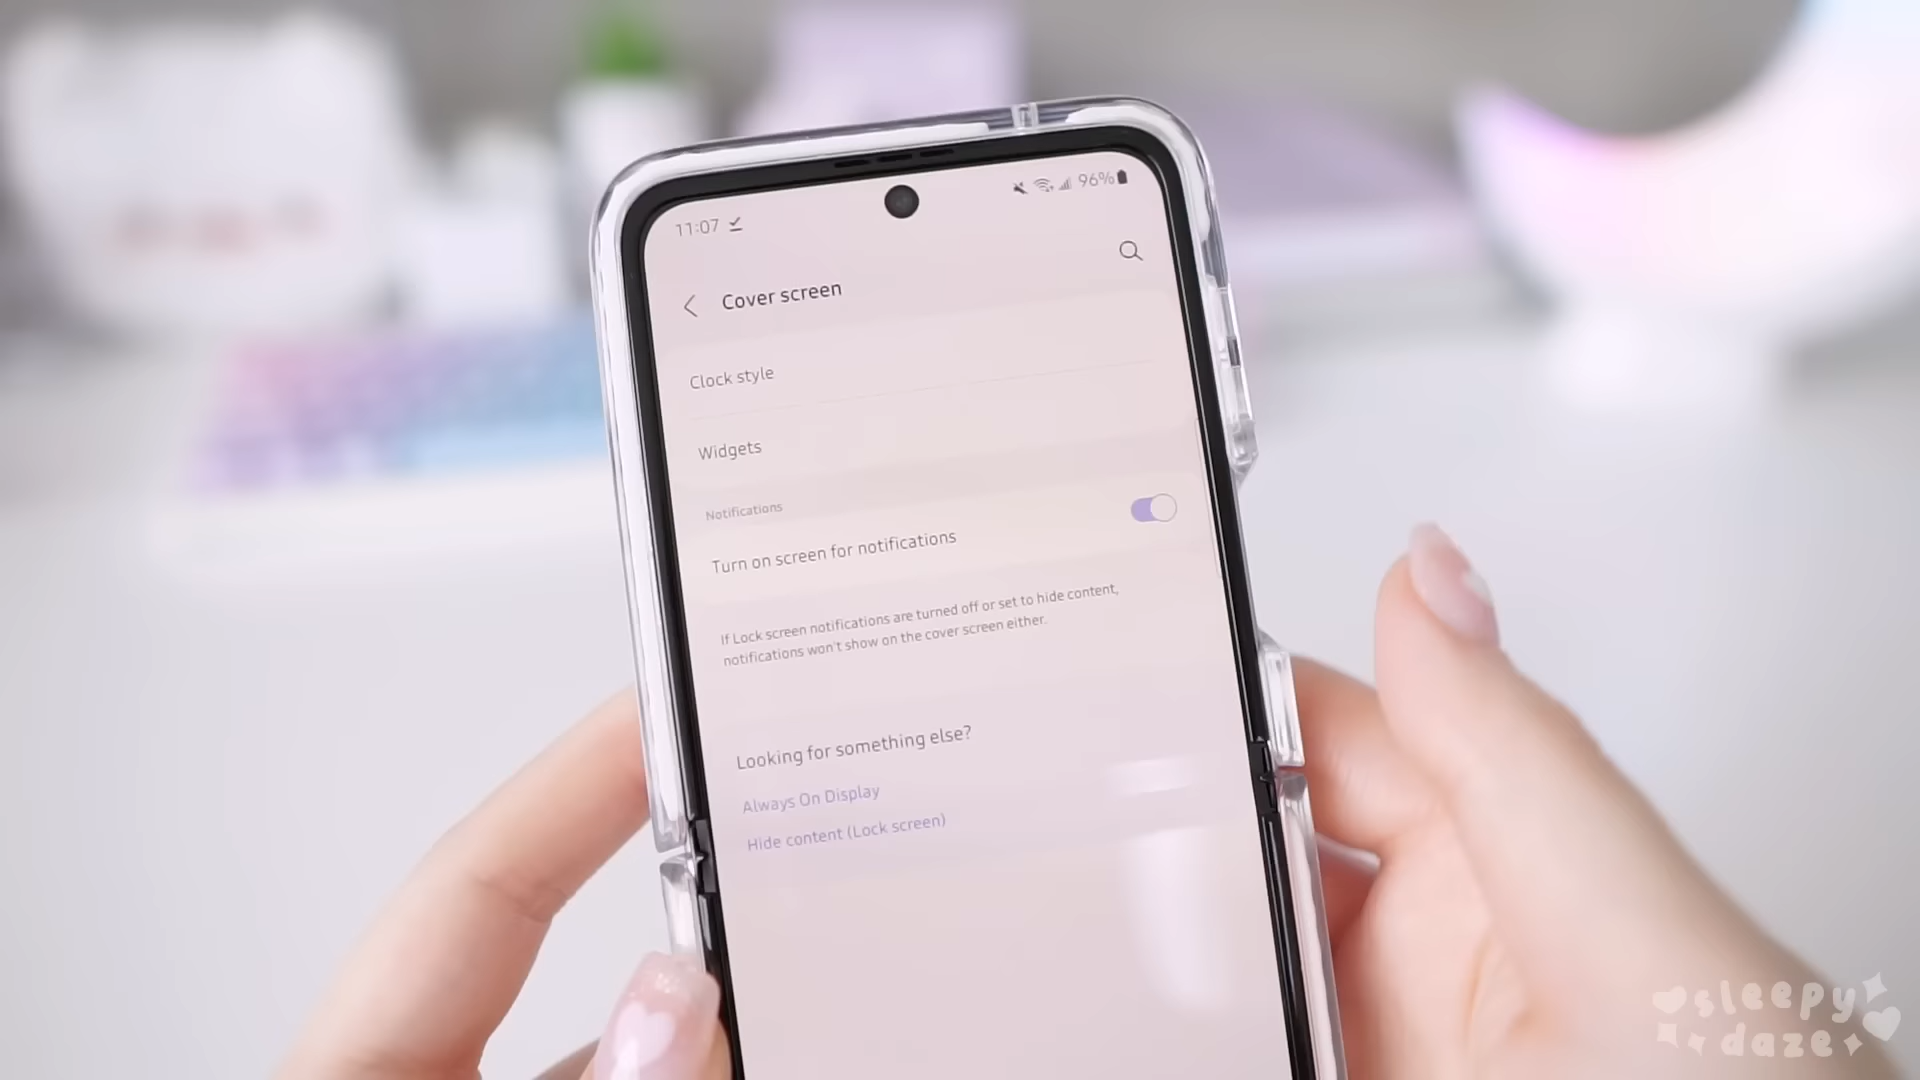 11:07
96%
Cover screen
Clock style
Widgets
Notifications
Turn on screen for notifications
If Lock screen notifications are turned off or set to hide content,
notifications won't show on the cover screen either.
Looking for something else?
Always On Display
Hide content (Lock screen)
sleepy
daze